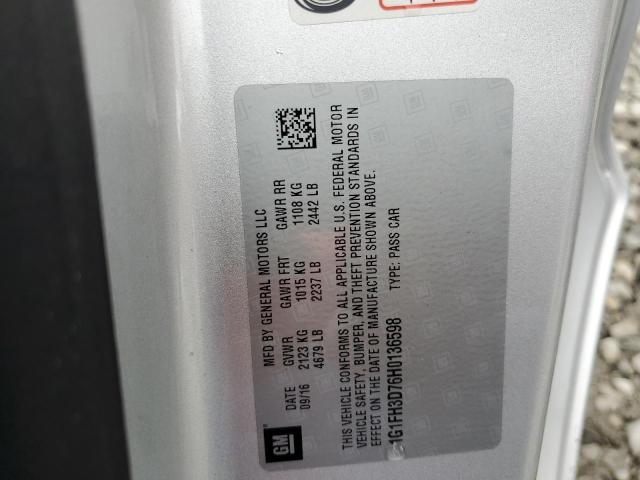 MFD BY GENERAL MOTORS LLC
DATE GVWR GAWR FRT GAWR RR
09/16 2123 KG 1015 KG 1108 KG
4679 LB 2237 LB 2442 LB
THIS VEHICLE CONFORMS TO ALL APPLICABLE U.S. FEDERAL MOTOR
VEHICLE SAFETY, BUMPER, AND THEFT PREVENTION STANDARDS IN
EFFECT ON THE DATE OF MANUFACTURE SHOWN ABOVE.
1G1FH3D76H0136598 TYPE: PASS CAR
GM